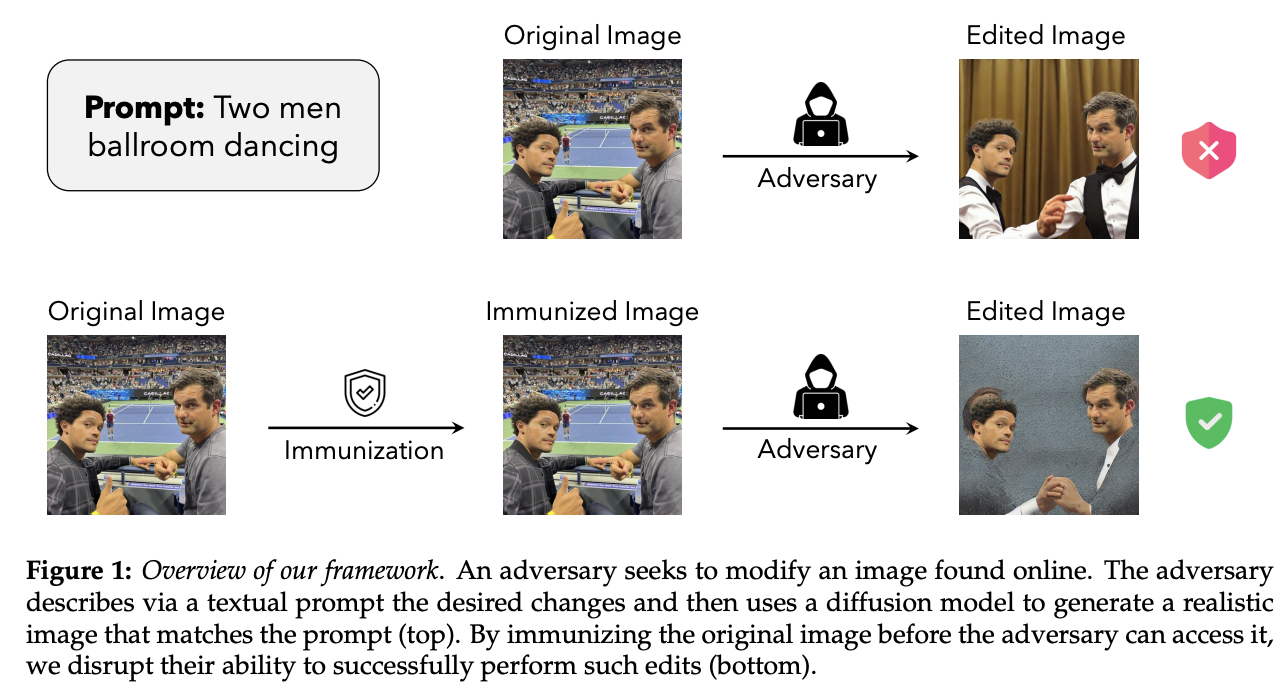 Original Image
Edited Image
Prompt: Two men
ballroom dancing
CADILLAC
Adversary
Original Image
Immunized Image
Edited Image
Immunization
Adversary
Figure 1: Overview of our framework. An adversary seeks to modify an image found online. The adversary
describes via a textual prompt the desired changes and then uses a diffusion model to generate a realistic
image that matches the prompt (top). By immunizing the original image before the adversary can access it,
we disrupt their ability to successfully perform such edits (bottom).